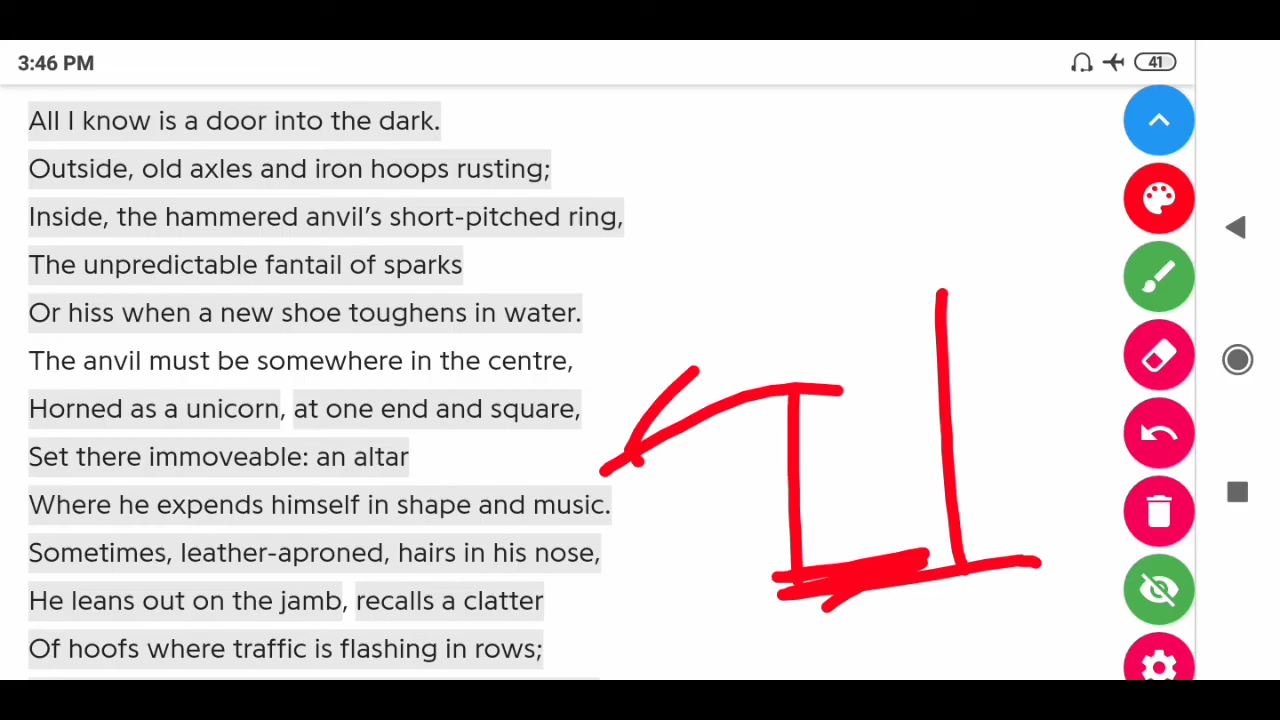 3:46 PM
41
All I know is a door into the dark.
Outside, old axles and iron hoops rusting;
Inside, the hammered anvil’s short-pitched ring,
The unpredictable fantail of sparks
Or hiss when a new shoe toughens in water.
The anvil must be somewhere in the centre,
Horned as a unicorn, at one end and square,
Set there immoveable: an altar
Where he expends himself in shape and music.
Sometimes, leather-aproned, hairs in his nose,
He leans out on the jamb, recalls a clatter
Of hoofs where traffic is flashing in rows;